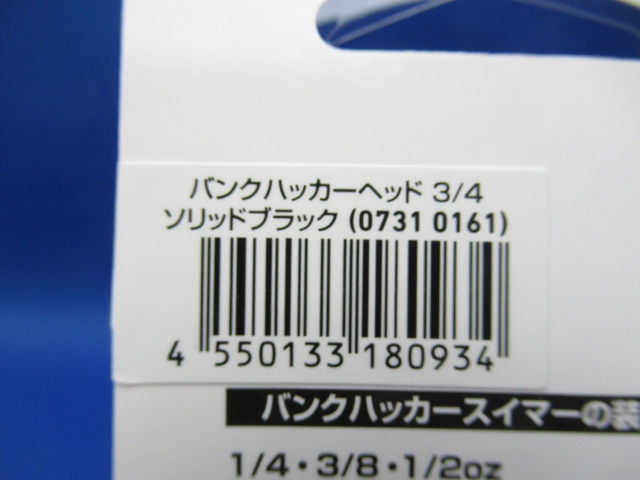 バンクハッカーヘッド 3/4
ソリッドブラック (0731 0161)
4 550133 180934
バンクハッカースイマーの装
1/4・3/8・1/2oz